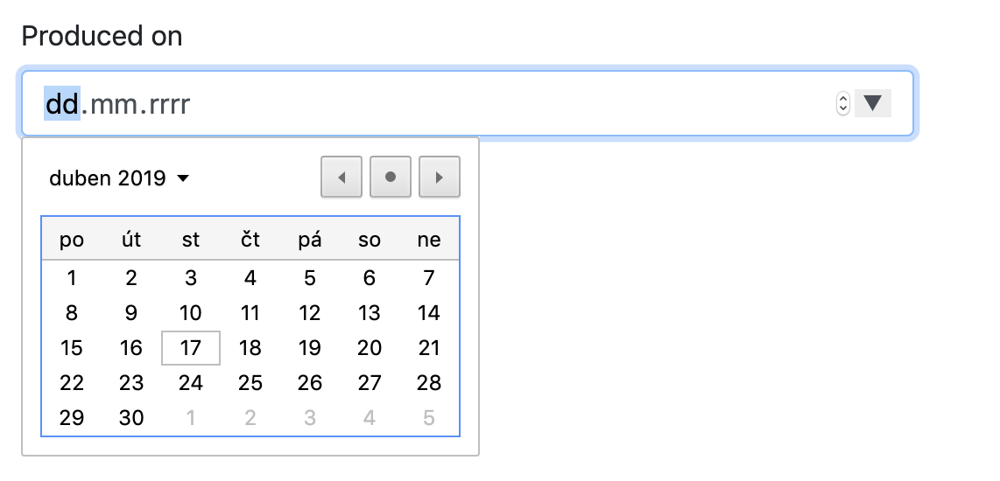 Produced on
dd.mm.rrrr
duben 2019
po út st čt pá so ne
1 2 3 4 5 6 7
8 9 10 11 12 13 14
15 16 17 18 19 20 21
22 23 24 25 26 27 28
29 30 1 2 3 4 5